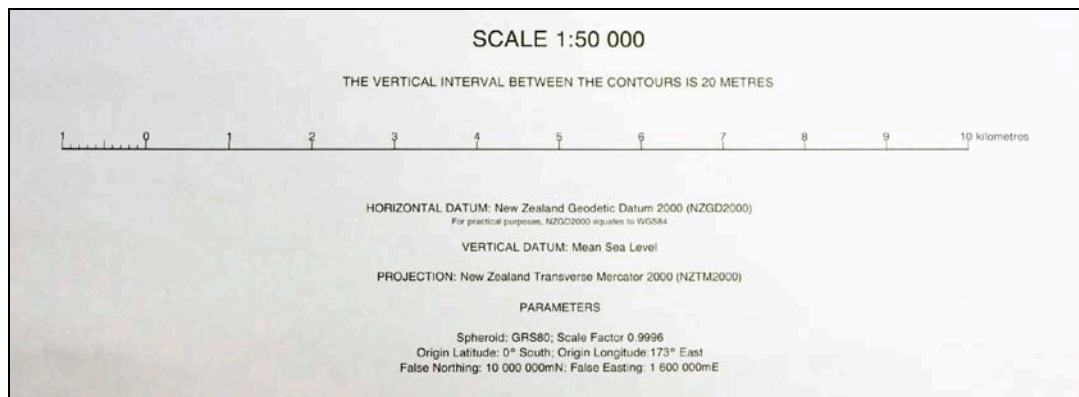 SCALE 1:50 000
THE VERTICAL INTERVAL BETWEEN THE CONTOURS IS 20 METRES
1 0 1 2 3 4 5 6 7 8 9 10 kilometres
HORIZONTAL DATUM: New Zealand Geodetic Datum 2000 (NZGD2000)
For practical purposes, NZGD2000 equates to WGS84
VERTICAL DATUM: Mean Sea Level
PROJECTION: New Zealand Transverse Mercator 2000 (NZTM2000)
PARAMETERS
Spheroid: GRS80; Scale Factor 0.9996
Origin Latitude: 0° South; Origin Longitude:173° East
False Northing: 10 000 000mN; False Easting: 1 600 000mE